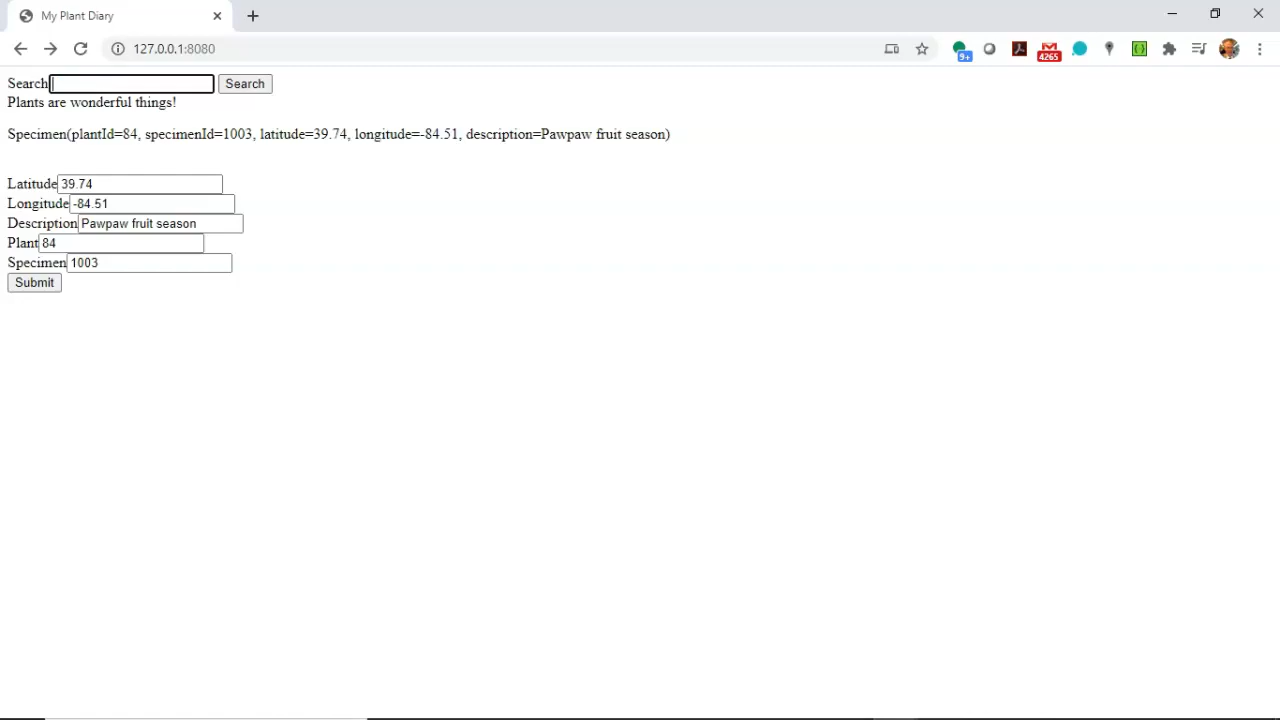 My Plant Diary
127.0.0.1:8080
9+
4265
Search Search
Plants are wonderful things!
Specimen(plantId=84, specimenId=1003, latitude=39.74, longitude=-84.51, description=Pawpaw fruit season)
Latitude 39.74
Longitude -84.51
Description Pawpaw fruit season
Plant 84
Specimen 1003
Submit